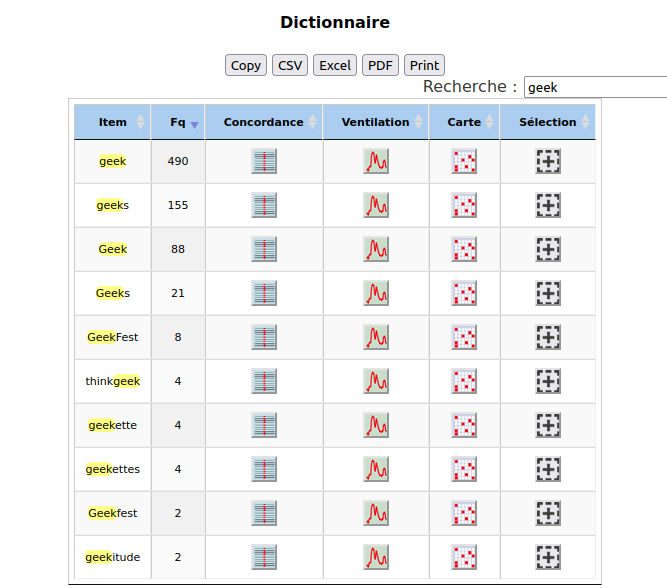 Dictionnaire
Copy CSV Excel PDF Print
Recherche : geek
Item Fq Concordance Ventilation Carte Sélection
geek 490
geeks 155
Geek 88
Geeks 21
GeekFest 8
thinkgeek 4
geekette 4
geekettes 4
Geekfest 2
geekitude 2